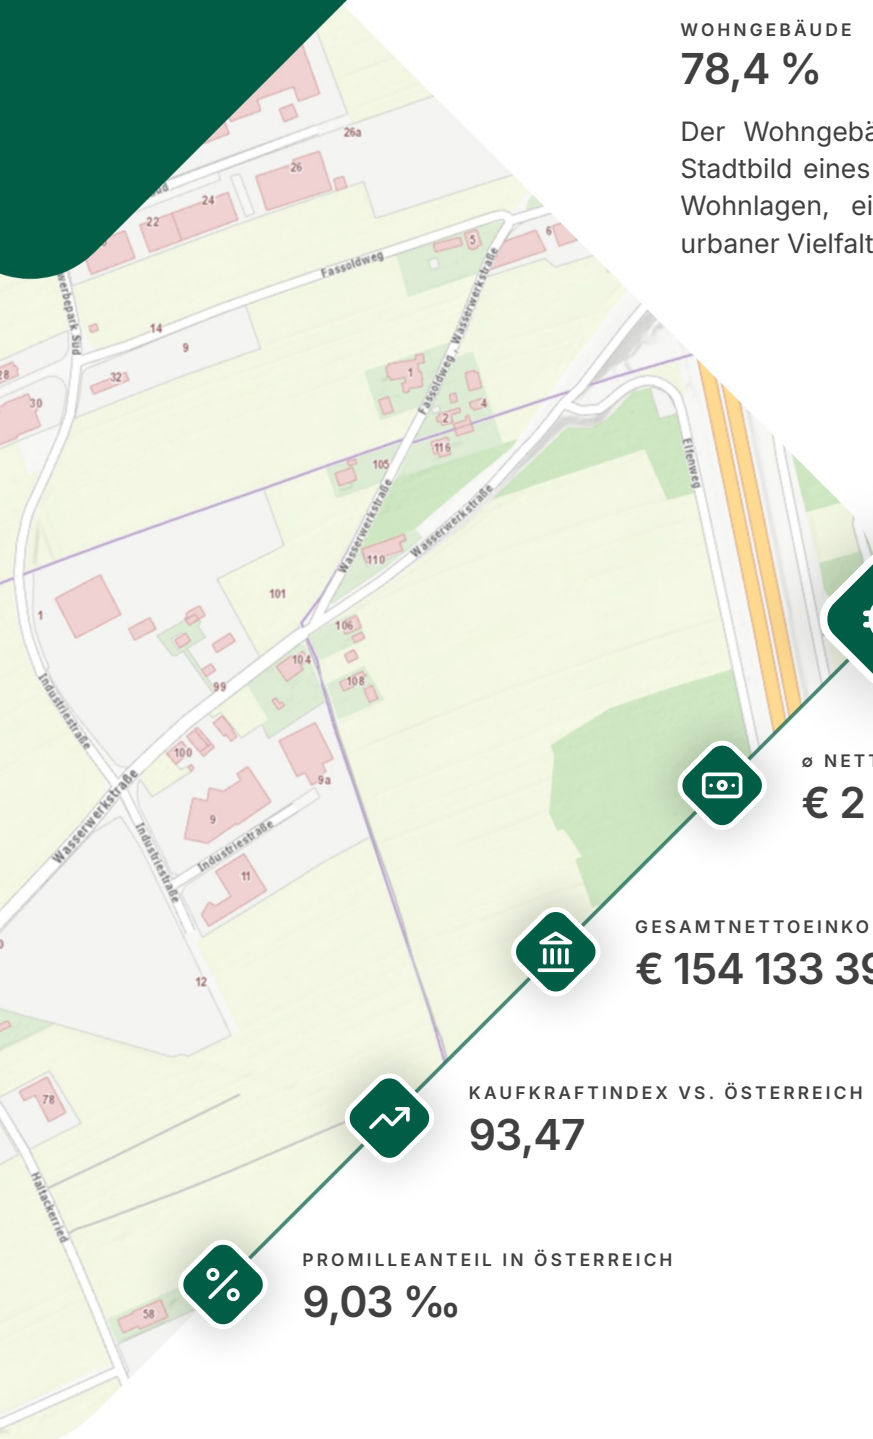 WOHNGEBÄUDE
78,4 %
Der Wohngebä
Stadtbild eines
Wohnlagen, ei
urbaner Vielfalt
26a
26
24
22
5
6
Fassoldweg
Fassoldweg, Wasserwerkstraße
werbepark Süd
14
9
32
28
30
1
4
2
116
105
Elfenweg
Wasserwerkstraße
Wasserwerkstraße
110
101
1
106
104
99
108
Industriestraße
100
9a
9
Wasserwerkstraße
Industriestraße
Industriestraße
11
12
78
Haltackerried
58
ø NETT
€ 2
GESAMTNETTOEINKO
€ 154 133 39
KAUFKRAFTINDEX VS. ÖSTERREICH
93,47
PROMILLEANTEIL IN ÖSTERREICH
9,03 ‰